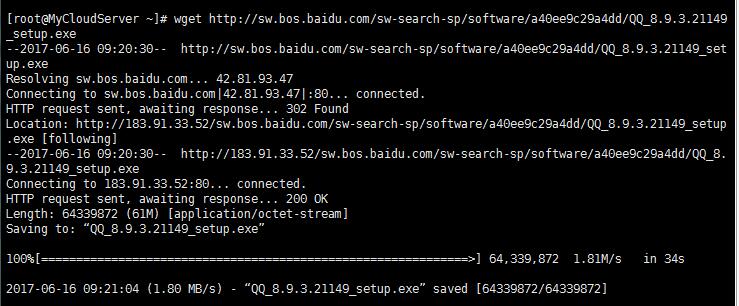 [root@MyCloudServer ~]# wget http://sw.bos.baidu.com/sw-search-sp/software/a40ee9c29a4dd/QQ_8.9.3.21149
_setup.exe
--2017-06-16 09:20:30--  http://sw.bos.baidu.com/sw-search-sp/software/a40ee9c29a4dd/QQ_8.9.3.21149_set
up.exe
Resolving sw.bos.baidu.com... 42.81.93.47
Connecting to sw.bos.baidu.com|42.81.93.47|:80... connected.
HTTP request sent, awaiting response... 302 Found
Location: http://183.91.33.52/sw.bos.baidu.com/sw-search-sp/software/a40ee9c29a4dd/QQ_8.9.3.21149_setup
.exe [following]
--2017-06-16 09:20:30--  http://183.91.33.52/sw.bos.baidu.com/sw-search-sp/software/a40ee9c29a4dd/QQ_8.
9.3.21149_setup.exe
Connecting to 183.91.33.52:80... connected.
HTTP request sent, awaiting response... 200 OK
Length: 64339872 (61M) [application/octet-stream]
Saving to: “QQ_8.9.3.21149_setup.exe”
100%[=========================================================>] 64,339,872  1.81M/s   in 34s
2017-06-16 09:21:04 (1.80 MB/s) - “QQ_8.9.3.21149_setup.exe” saved [64339872/64339872]